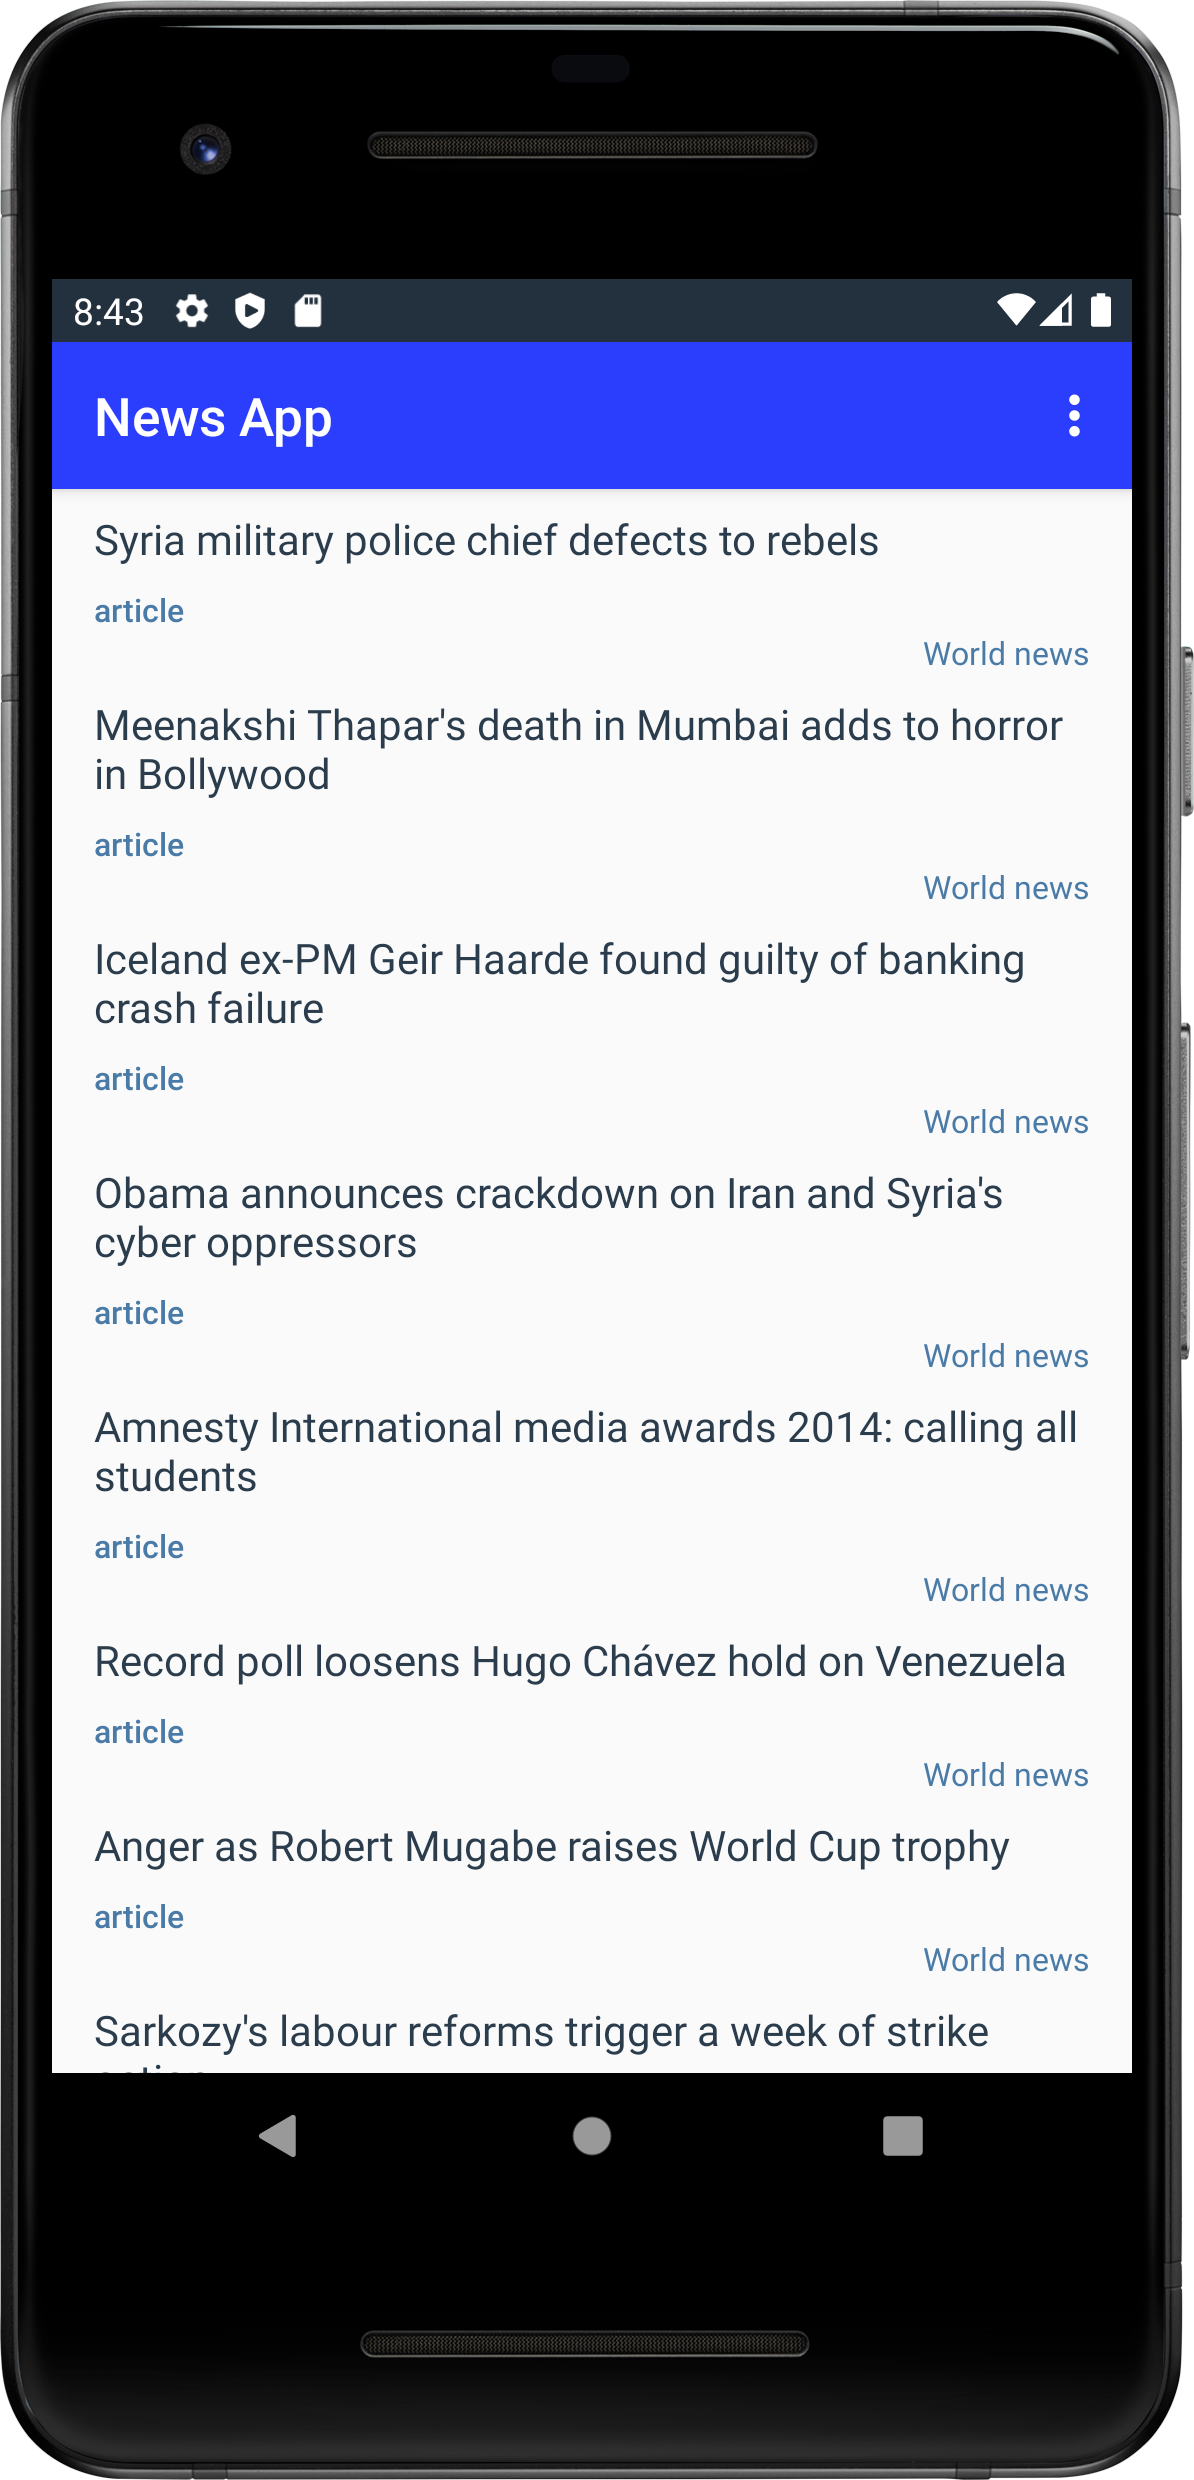 8:43
News App
Syria military police chief defects to rebels
article
World news
Meenakshi Thapar's death in Mumbai adds to horror
in Bollywood
article
World news
Iceland ex-PM Geir Haarde found guilty of banking
crash failure
article
World news
Obama announces crackdown on Iran and Syria's
cyber oppressors
article
World news
Amnesty International media awards 2014: calling all
students
article
World news
Record poll loosens Hugo Chávez hold on Venezuela
article
World news
Anger as Robert Mugabe raises World Cup trophy
article
World news
Sarkozy's labour reforms trigger a week of strike